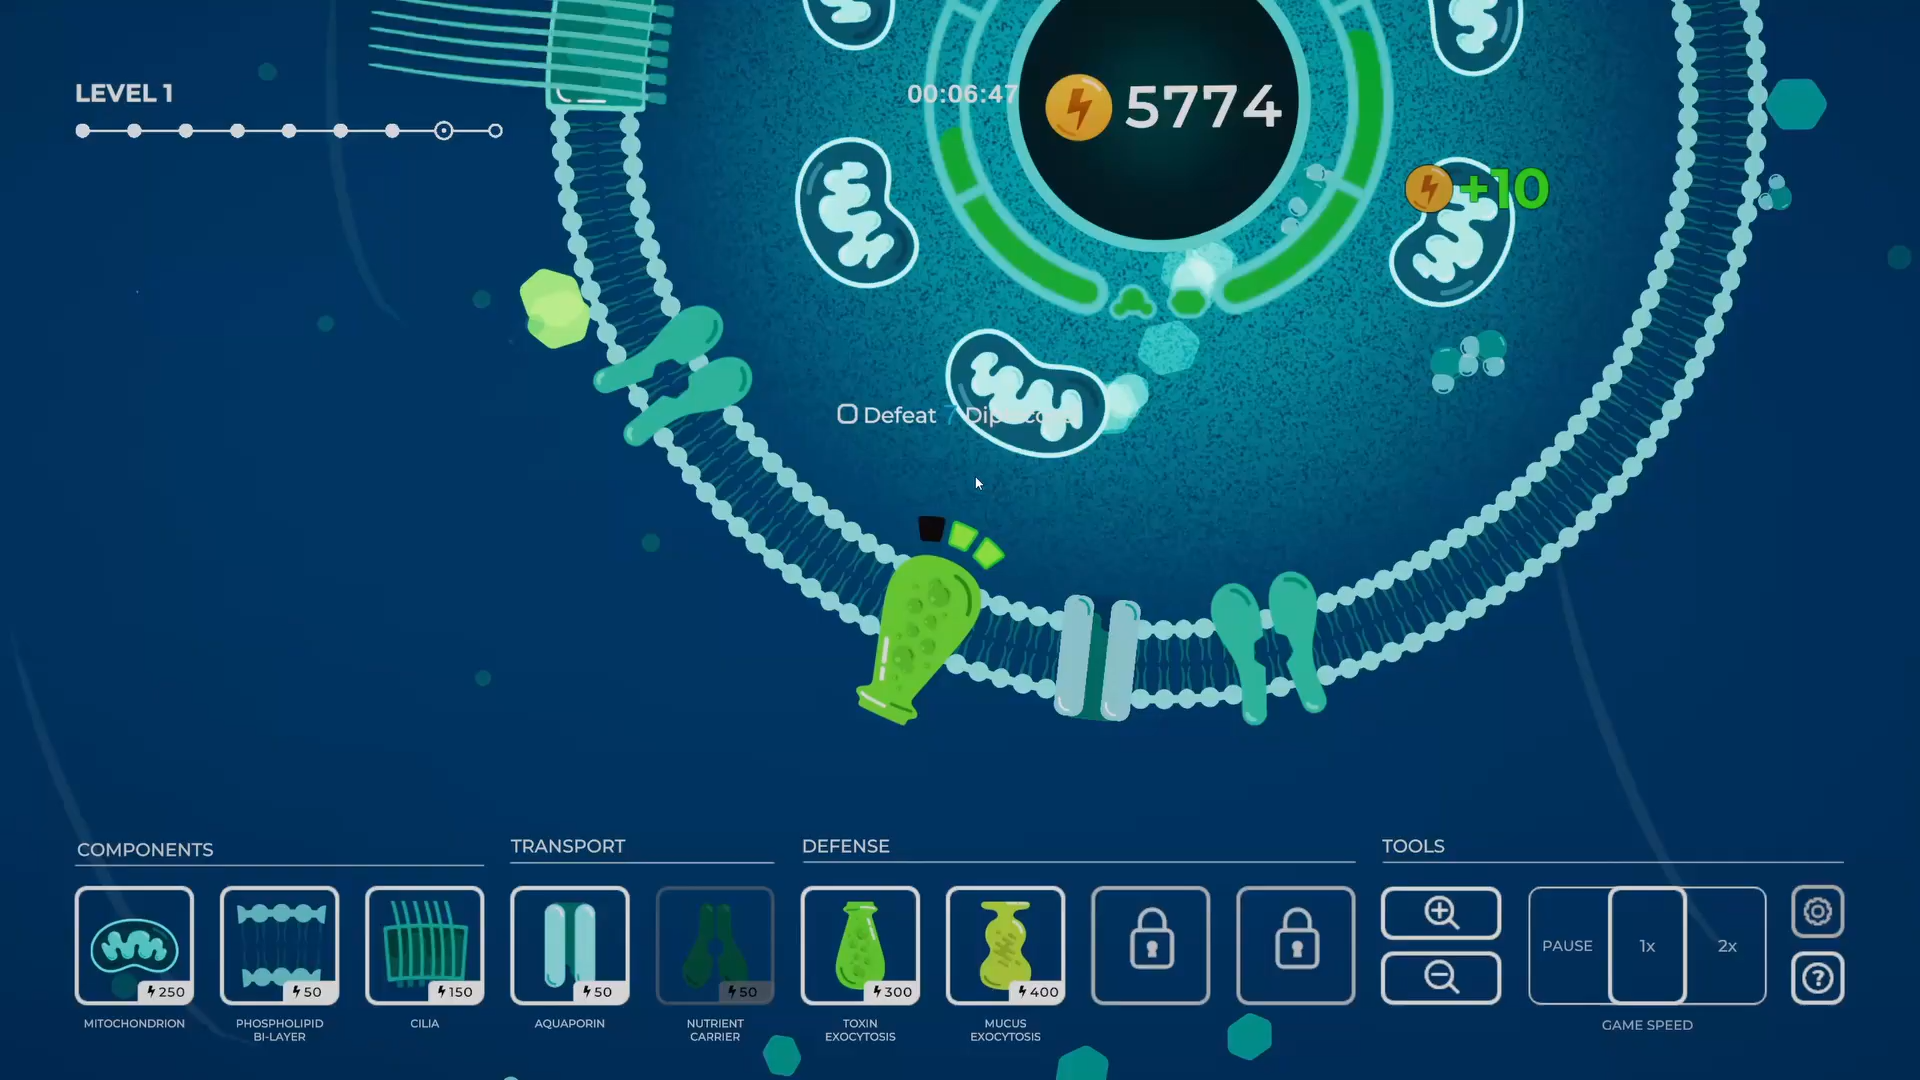 LEVEL 1
00:06:47
5774
+10
Defeat 7
COMPONENTS
TRANSPORT
DEFENSE
TOOLS
250
50
150
50
50
300
400
PAUSE
1x
2x
MITOCHONDRION
PHOSPHOLIPID
BI-LAYER
CILIA
AQUAPORIN
NUTRIENT
CARRIER
TOXIN
EXOCYTOSIS
MUCUS
EXOCYTOSIS
GAME SPEED